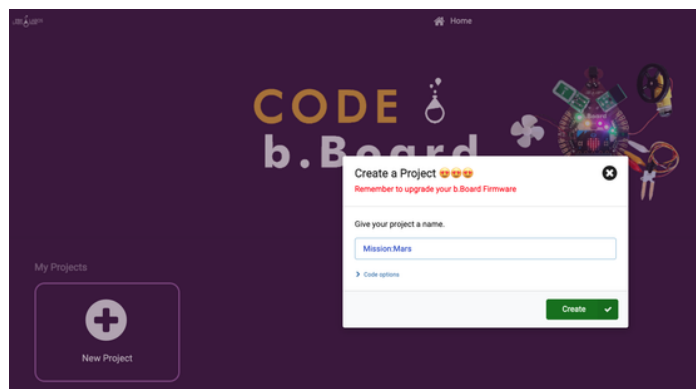 Home
CODE
b.Board
Create a Project 😍😍😍
Remember to upgrade your b.Board Firmware
Give your project a name.
Mission:Mars
Code options
Create
My Projects
New Project